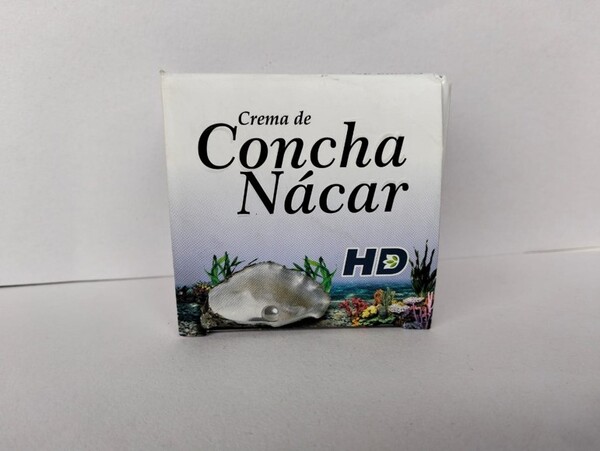 Crema de
Concha
Nácar
HD